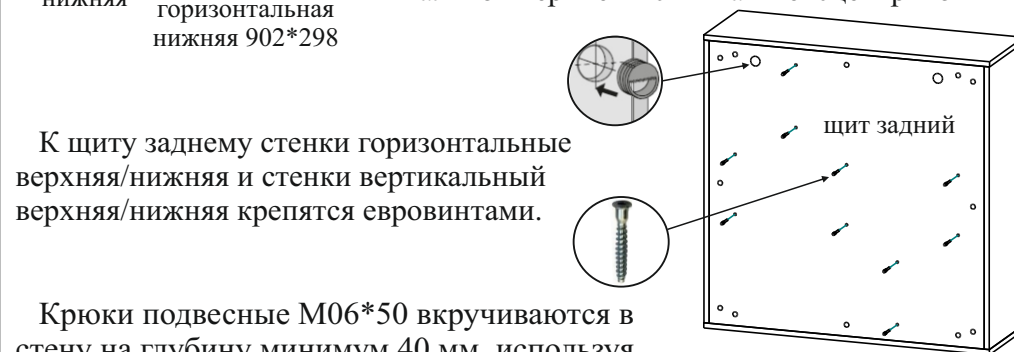 горизонтальная
нижняя 902*298
щит задний
К щиту заднему стенки горизонтальные
верхняя/нижняя и стенки вертикальный
верхняя/нижняя крепятся евровинтами.
Крюки подвесные М06*50 вкручиваются в
стену на глубину минимум 40 мм, используя